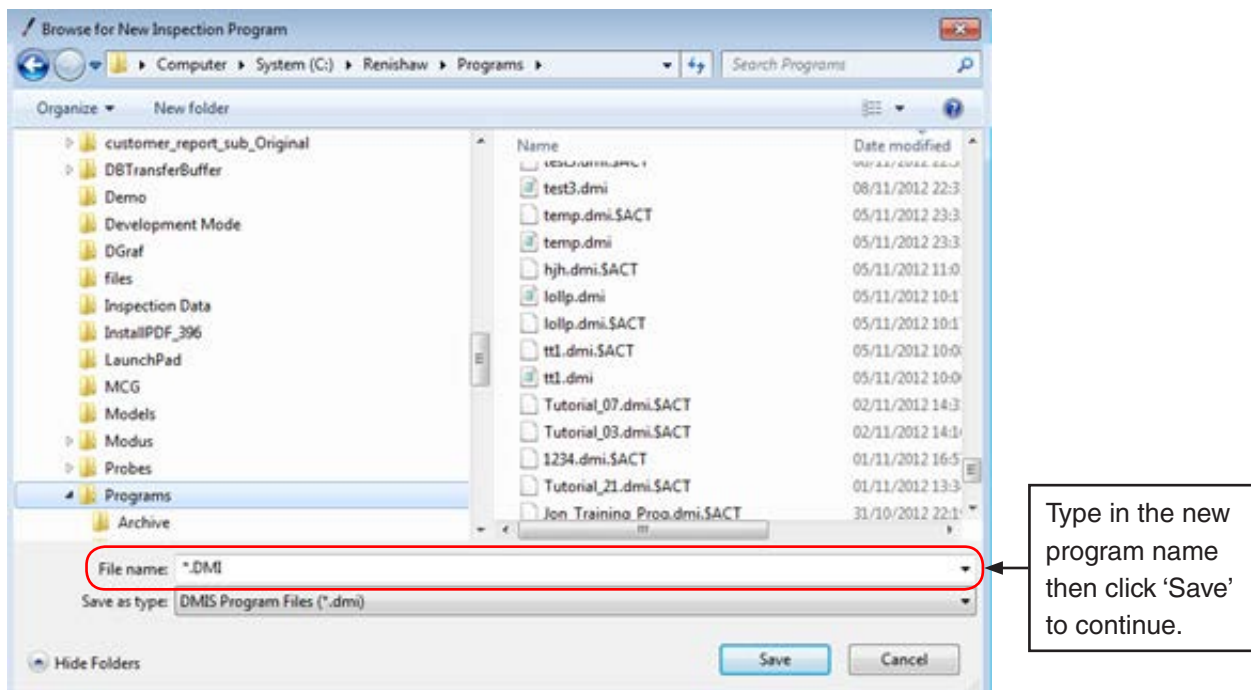 Browse for New Inspection Program
Computer ▸ System (C:) ▸ Renishaw ▸ Programs ▸
Search Programs
Organize
New folder
customer_report_sub_Original
DBTransferBuffer
Demo
Development Mode
DGraf
files
Inspection Data
InstallPDF_396
LaunchPad
MCG
Models
Modus
Probes
Programs
Archive
Name Date modified
test3.dmi 08/11/2012 22:3
temp.dmi.$ACT 05/11/2012 23:3
temp.dmi 05/11/2012 23:3
hjh.dmi.$ACT 05/11/2012 11:0
lollp.dmi 05/11/2012 10:1
lollp.dmi.$ACT 05/11/2012 10:1
tt1.dmi.$ACT 05/11/2012 10:0
tt1.dmi 05/11/2012 10:0
Tutorial_07.dmi.$ACT 02/11/2012 14:3
Tutorial_03.dmi.$ACT 02/11/2012 14:1
1234.dmi.$ACT 01/11/2012 16:5
Tutorial_21.dmi.$ACT 01/11/2012 13:3
Jon_Training_Prog.dmi.$ACT 31/10/2012 22:1
File name: *.DMI
Save as type: DMIS Program Files (*.dmi)
Hide Folders
Save
Cancel
Type in the new
program name
then click ‘Save’
to continue.